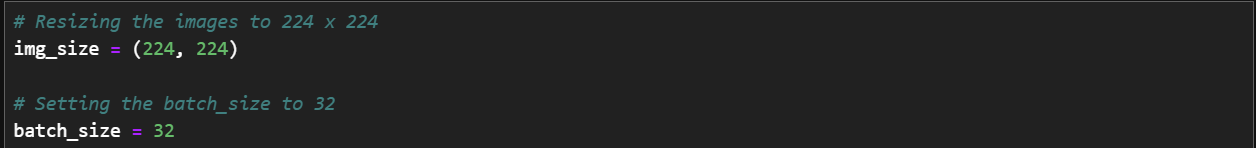 # Resizing the images to 224 x 224
img_size = (224, 224)
# Setting the batch_size to 32
batch_size = 32